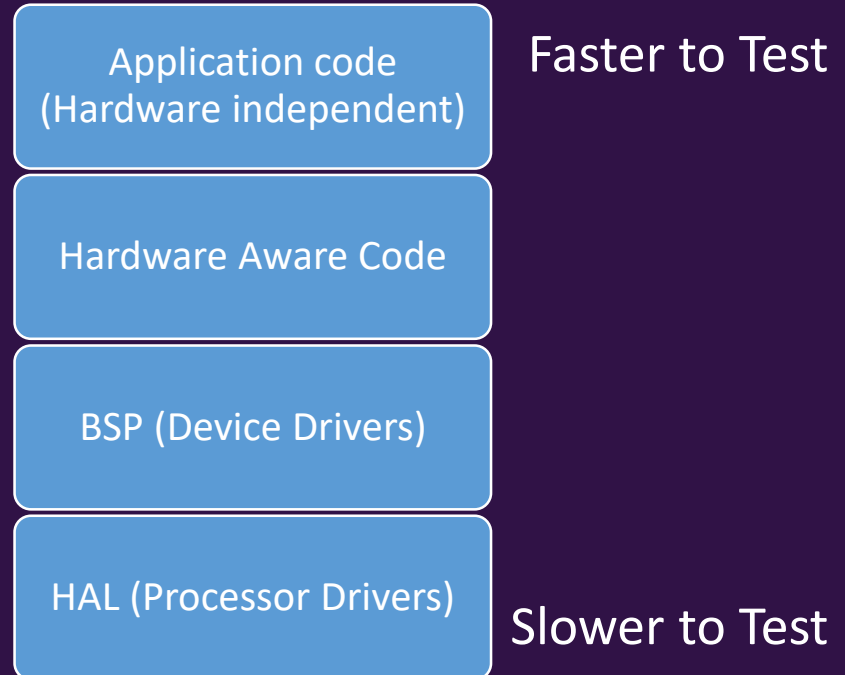 Application code
(Hardware independent)
Faster to Test
Hardware Aware Code
BSP (Device Drivers)
HAL (Processor Drivers)
Slower to Test